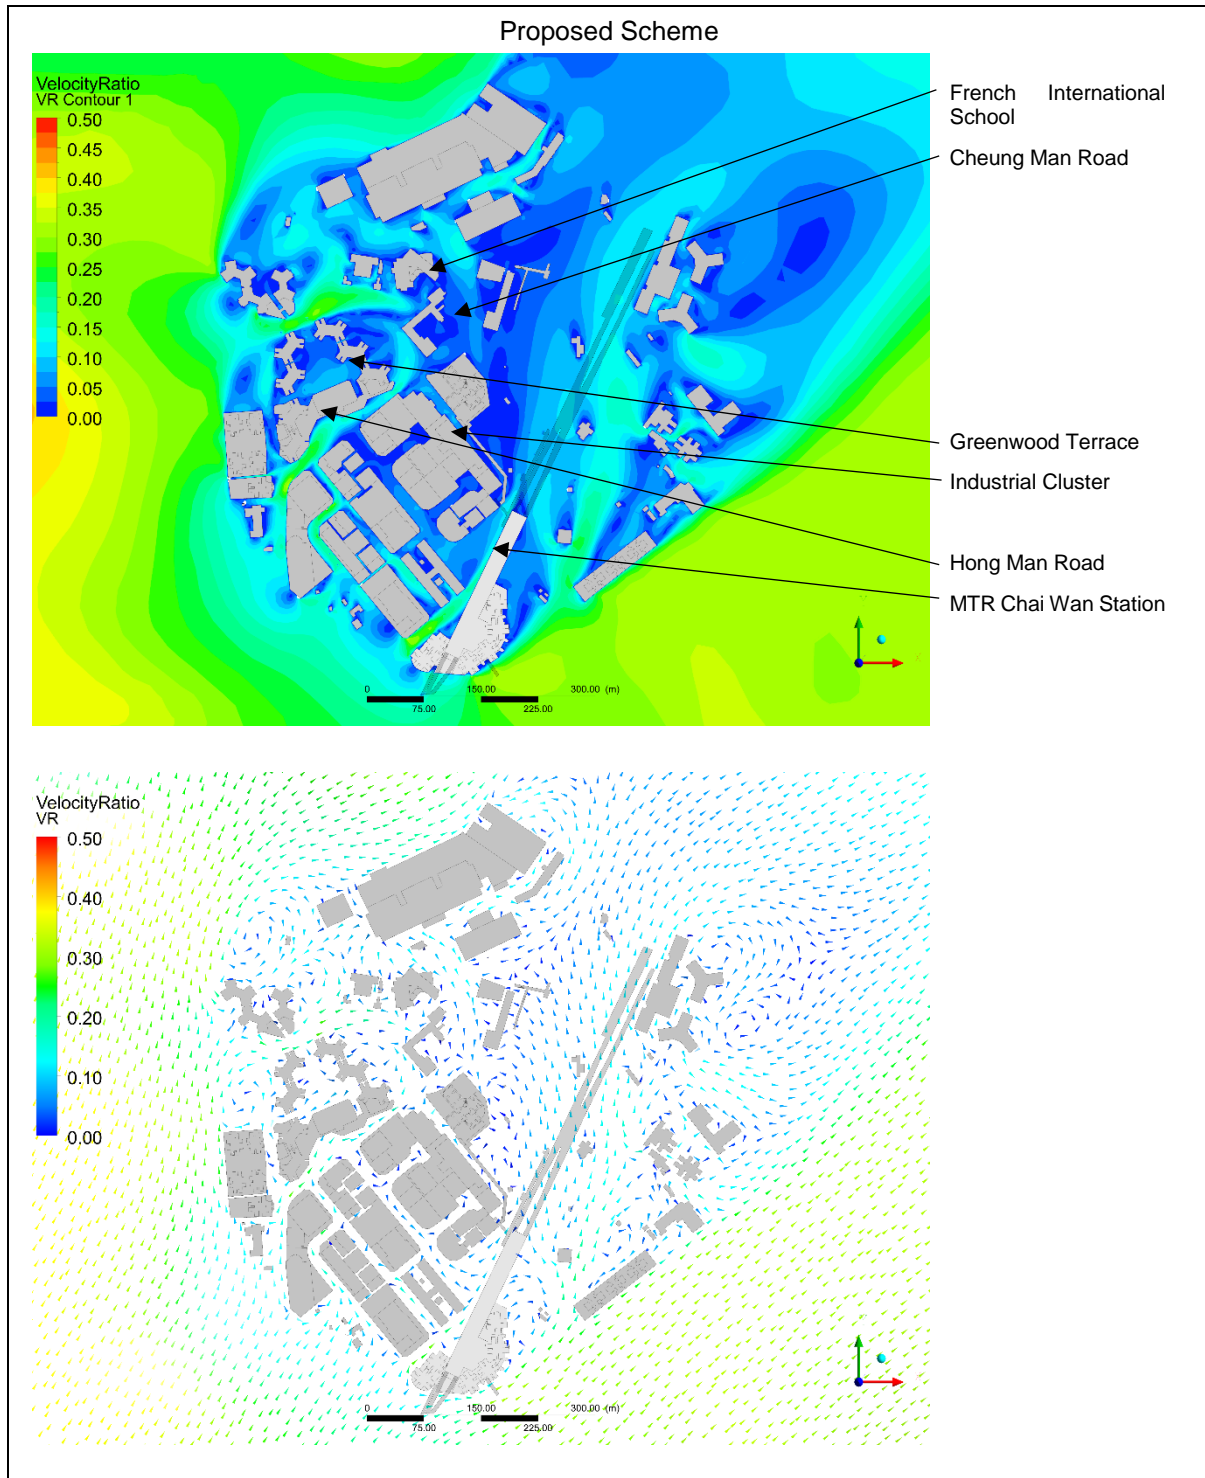 Proposed Scheme
VelocityRatio
VR Contour 1
0.50
0.45
0.40
0.35
0.30
0.25
0.20
0.15
0.10
0.05
0.00
French International
School
Cheung Man Road
Greenwood Terrace
Industrial Cluster
Hong Man Road
MTR Chai Wan Station
0 150.00 300.00 (m)
75.00 225.00
VelocityRatio
VR
0.50
0.40
0.30
0.20
0.10
0.00
0 150.00 300.00 (m)
75.00 225.00